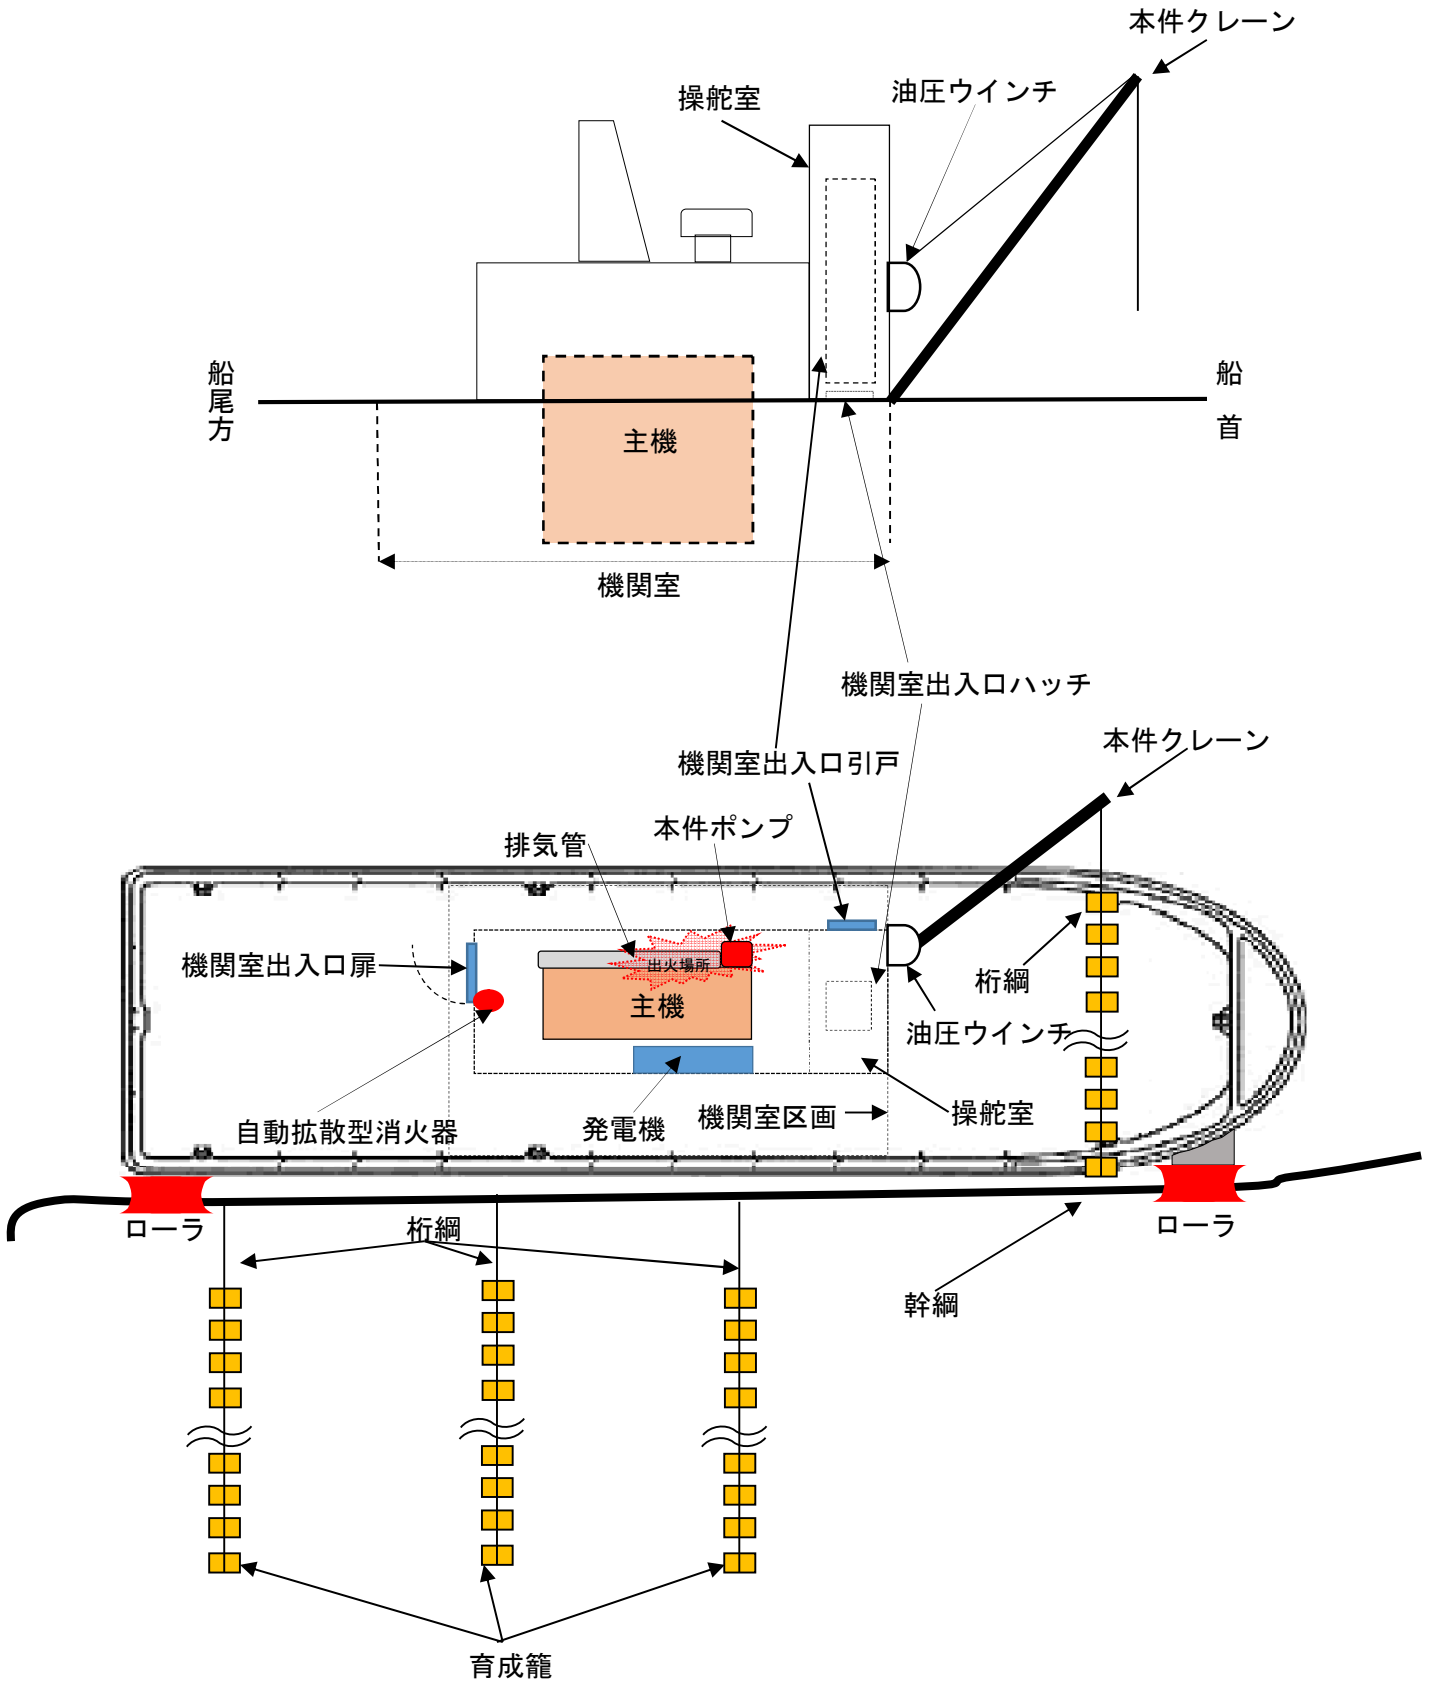 本件クレーン
油圧ウインチ
操舵室
船尾方
船首
主機
機関室
機関室出入口ハッチ
本件クレーン
機関室出入口引戸
本件ポンプ
排気管
機関室出入口扉
出火場所
主機
桁綱
油圧ウインチ
自動拡散型消火器
発電機
機関室区画
操舵室
ローラ
桁綱
ローラ
幹綱
育成籠